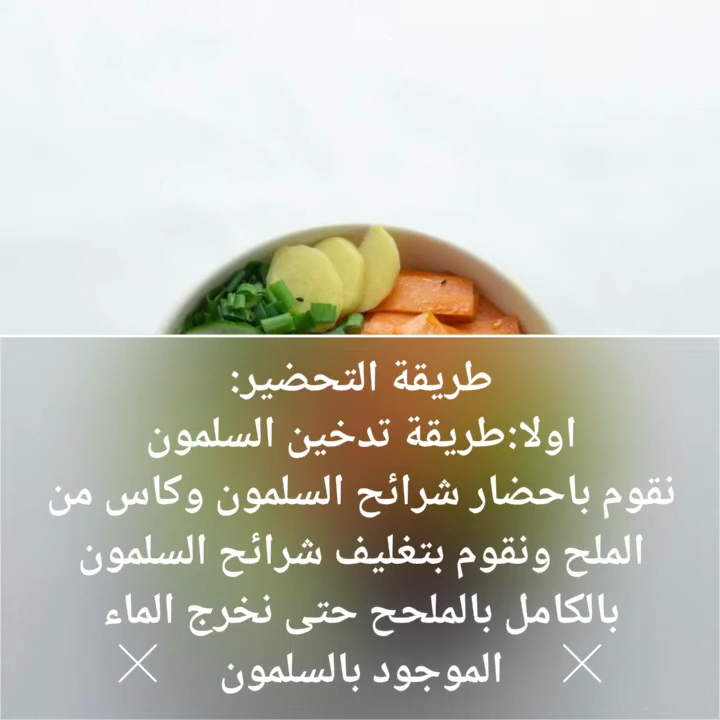 طريقة التحضير:
اولا:طريقة تدخين السلمون
نقوم باحضار شرائح السلمون وكاس من
الملح ونقوم بتغليف شرائح السلمون
بالكامل بالملحح حتى نخرج الماء
الموجود بالسلمون